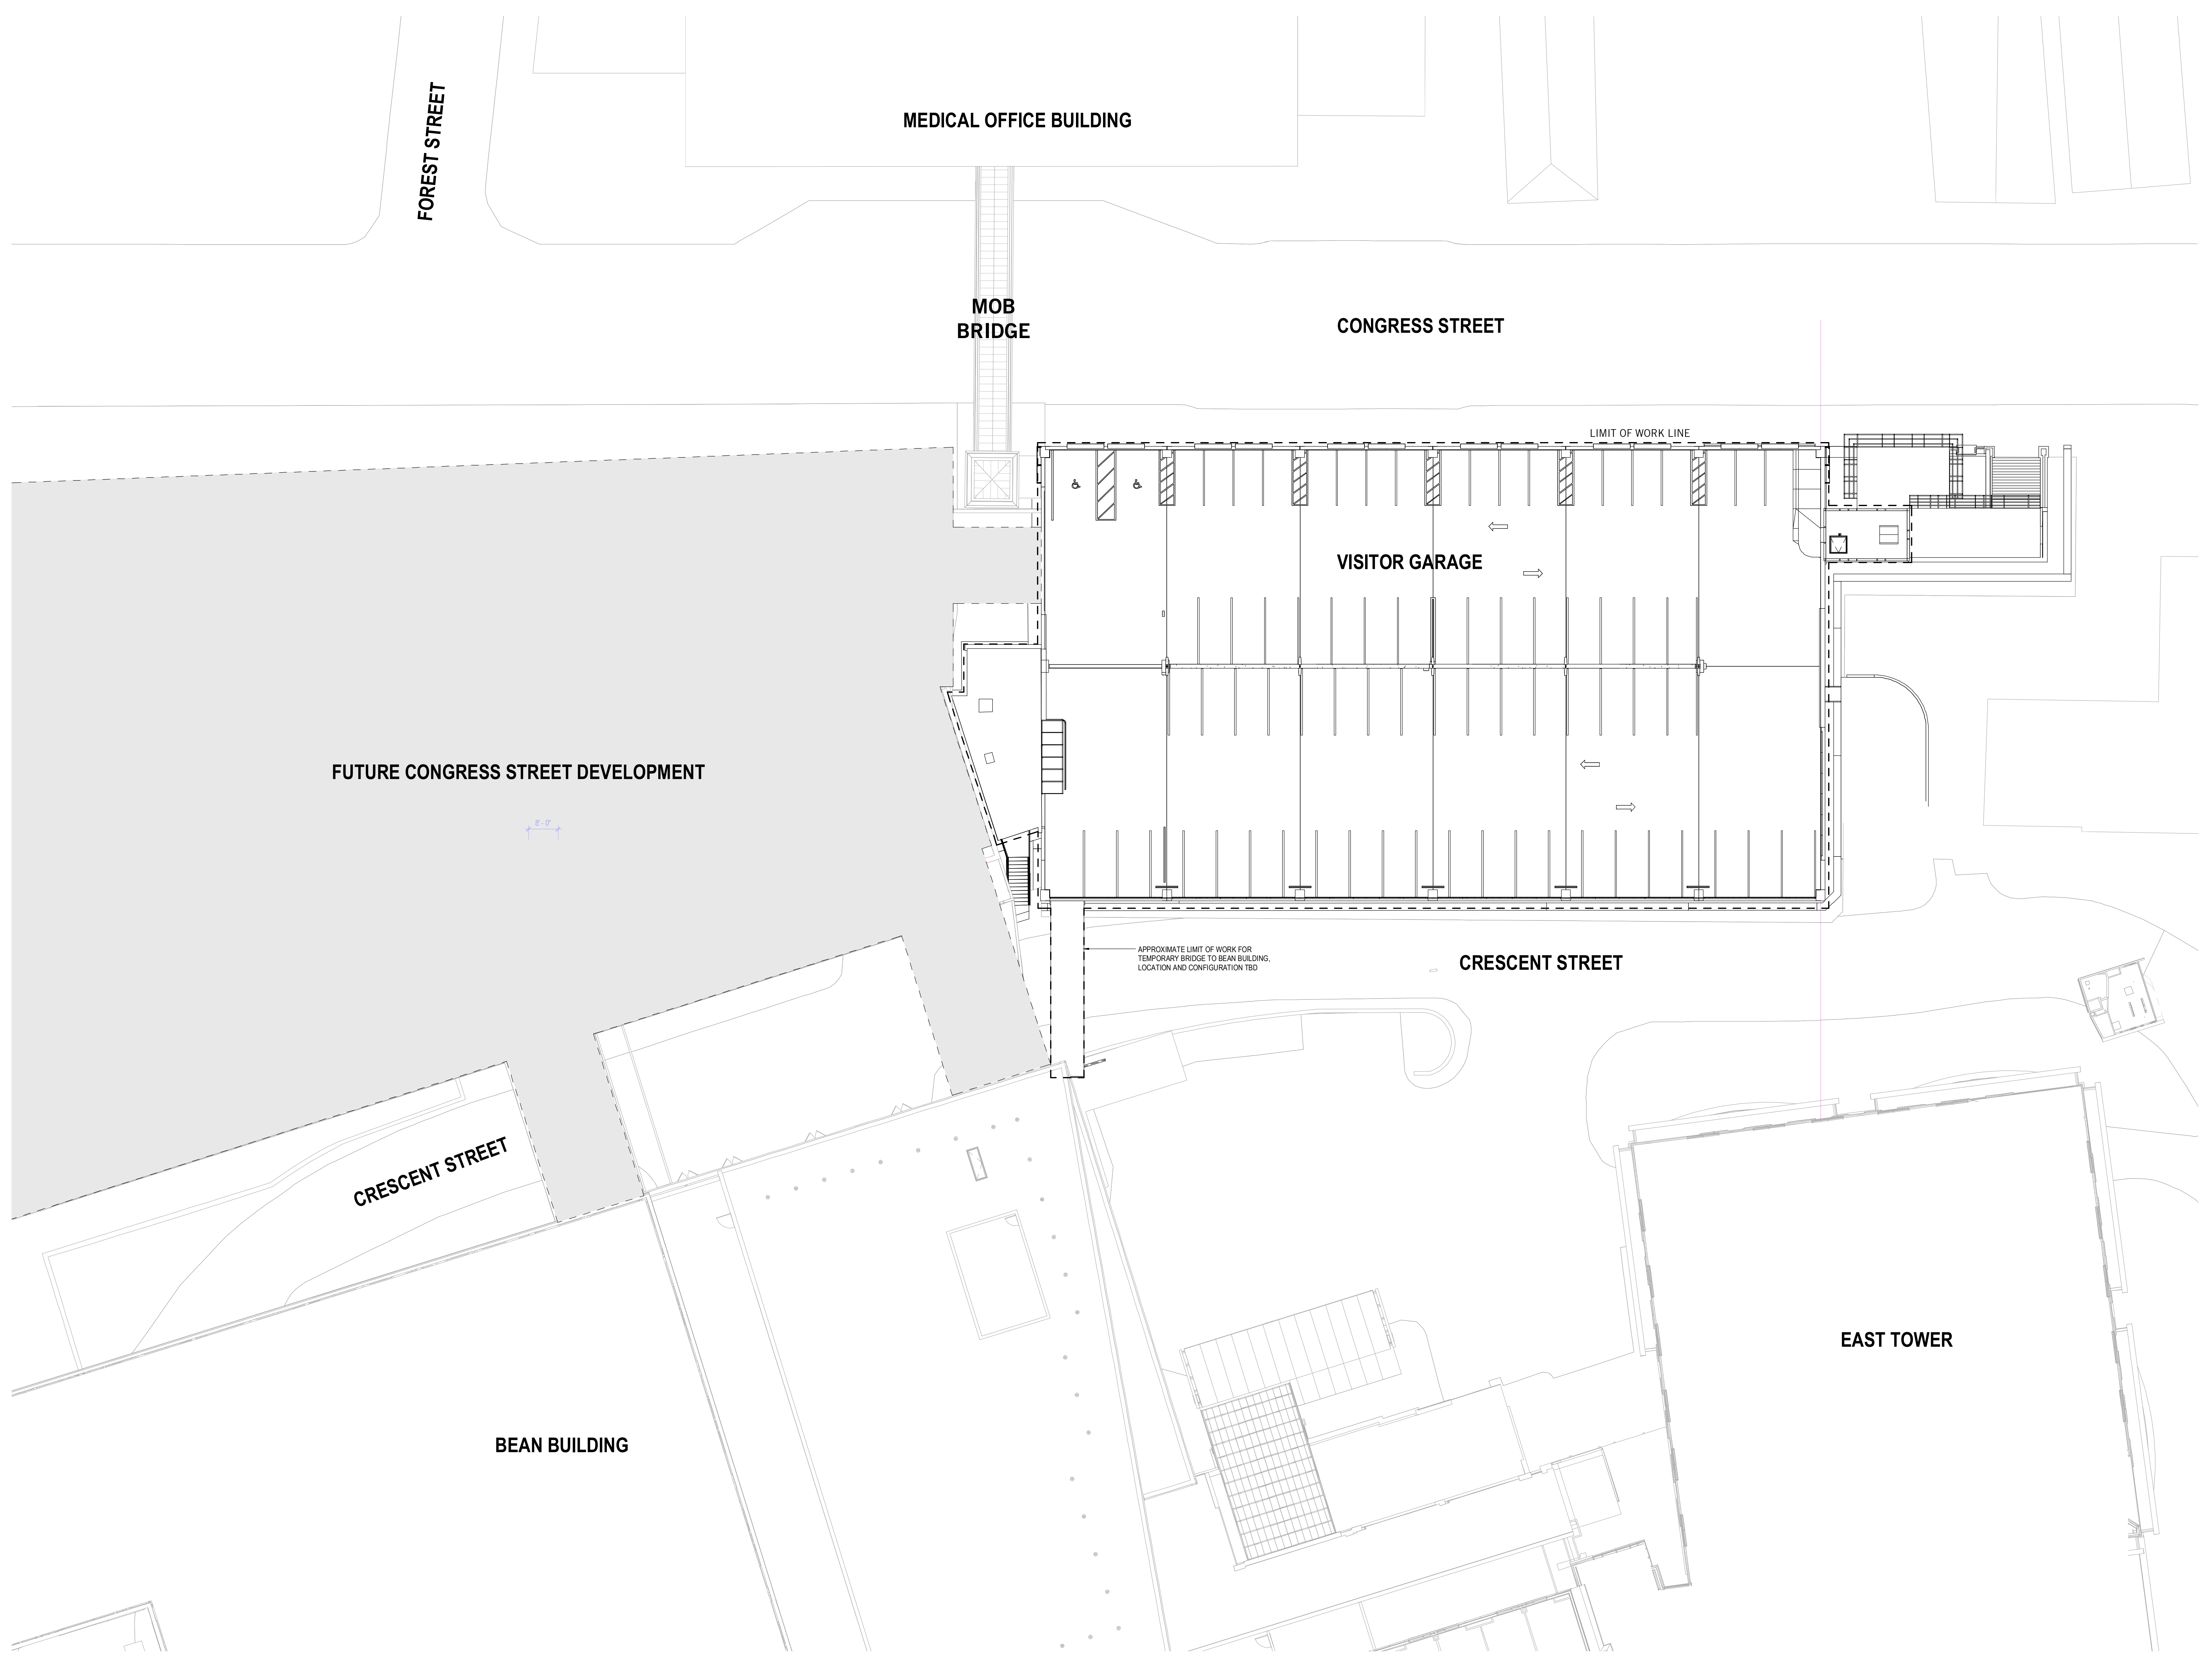 FOREST STREET
MEDICAL OFFICE BUILDING
MOB
BRIDGE
CONGRESS STREET
LIMIT OF WORK LINE
VISITOR GARAGE
FUTURE CONGRESS STREET DEVELOPMENT
8' - 0"
APPROXIMATE LIMIT OF WORK FOR
TEMPORARY BRIDGE TO BEAN BUILDING,
LOCATION AND CONFIGURATION TBD
CRESCENT STREET
CRESCENT STREET
EAST TOWER
BEAN BUILDING